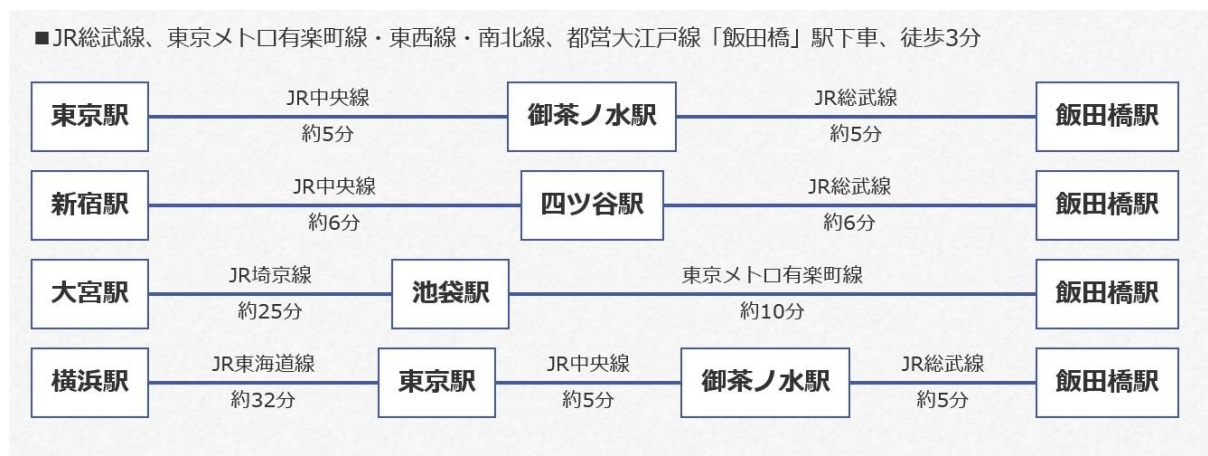 ■JR総武線、東京メトロ有楽町線・東西線・南北線、都営大江戸線「飯田橋」駅下車、徒歩3分
東京駅 JR中央線 約5分 御茶ノ水駅 JR総武線 約5分 飯田橋駅
新宿駅 JR中央線 約6分 四ツ谷駅 JR総武線 約6分 飯田橋駅
大宮駅 JR埼京線 約25分 池袋駅 東京メトロ有楽町線 約10分 飯田橋駅
横浜駅 JR東海道線 約32分 東京駅 JR中央線 約5分 御茶ノ水駅 JR総武線 約5分 飯田橋駅